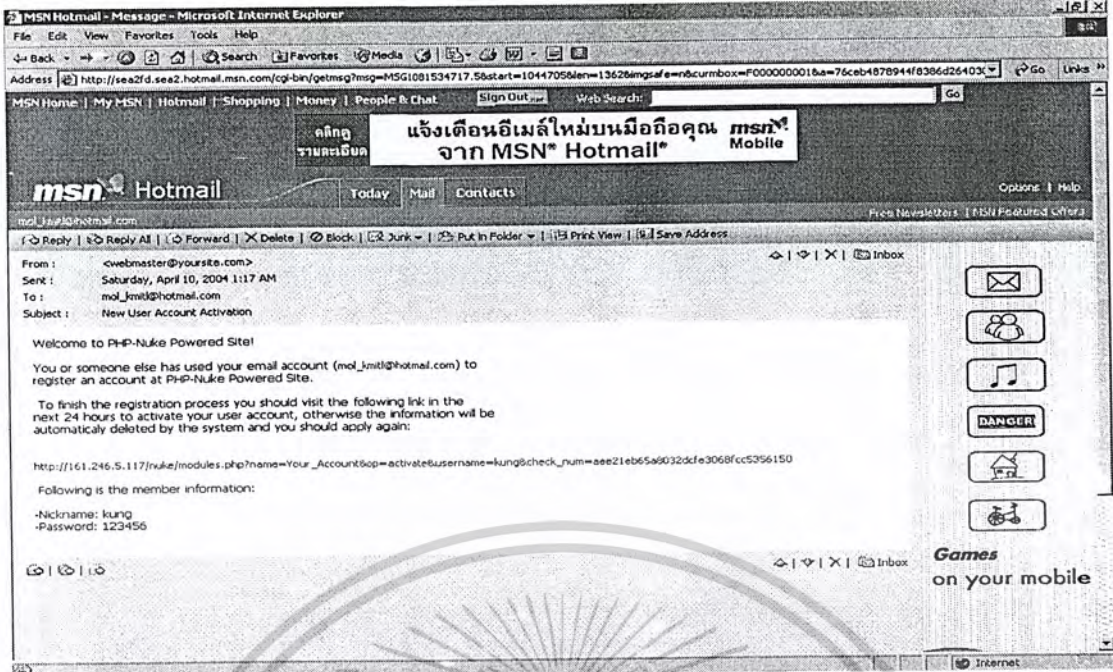 MSN Hotmail - Message - Microsoft Internet Explorer
File Edit View Favorites Tools Help
Back Search Favorites Media
Address http://sea2fd.sea2.hotmail.msn.com/cgi-bin/getmsg?msg=MSG1081534717.5&start=1044705&len=1362&imgsafe=n&curmbox=F000000001&a=76ceb4878944f8386d26403( Go Links »
MSN Home | My MSN | Hotmail | Shopping | Money | People & Chat Sign Out Web Search: Go
คลิกดู
รายละเอียด
แจ้งเตือนอีเมล์ใหม่บนมือถือคุณ
จาก MSN® Hotmail®
msn
Mobile
msn Hotmail Today Mail Contacts Options | Help
mol_kmitl@hotmail.com Free Newsletters | MSN Featured Offers
Reply | Reply All | Forward | Delete | Block | Junk | Put in Folder | Print View | Save Address
From : <webmaster@yoursite.com> Inbox
Sent : Saturday, April 10, 2004 1:17 AM
To : mol_kmitl@hotmail.com
Subject : New User Account Activation
Welcome to PHP-Nuke Powered Site!
You or someone else has used your email account (mol_kmitl@hotmail.com) to
register an account at PHP-Nuke Powered Site.
To finish the registration process you should visit the following link in the
next 24 hours to activate your user account, otherwise the information will be
automaticaly deleted by the system and you should apply again:
http://161.246.5.117/nuke/modules.php?name=Your_Account&op=activate&username=kung&check_num=aee21eb65a8032dcfe3068fcc5356150
Following is the member information:
-Nickname: kung
-Password: 123456
Inbox
DANGER
Games
on your mobile
Internet